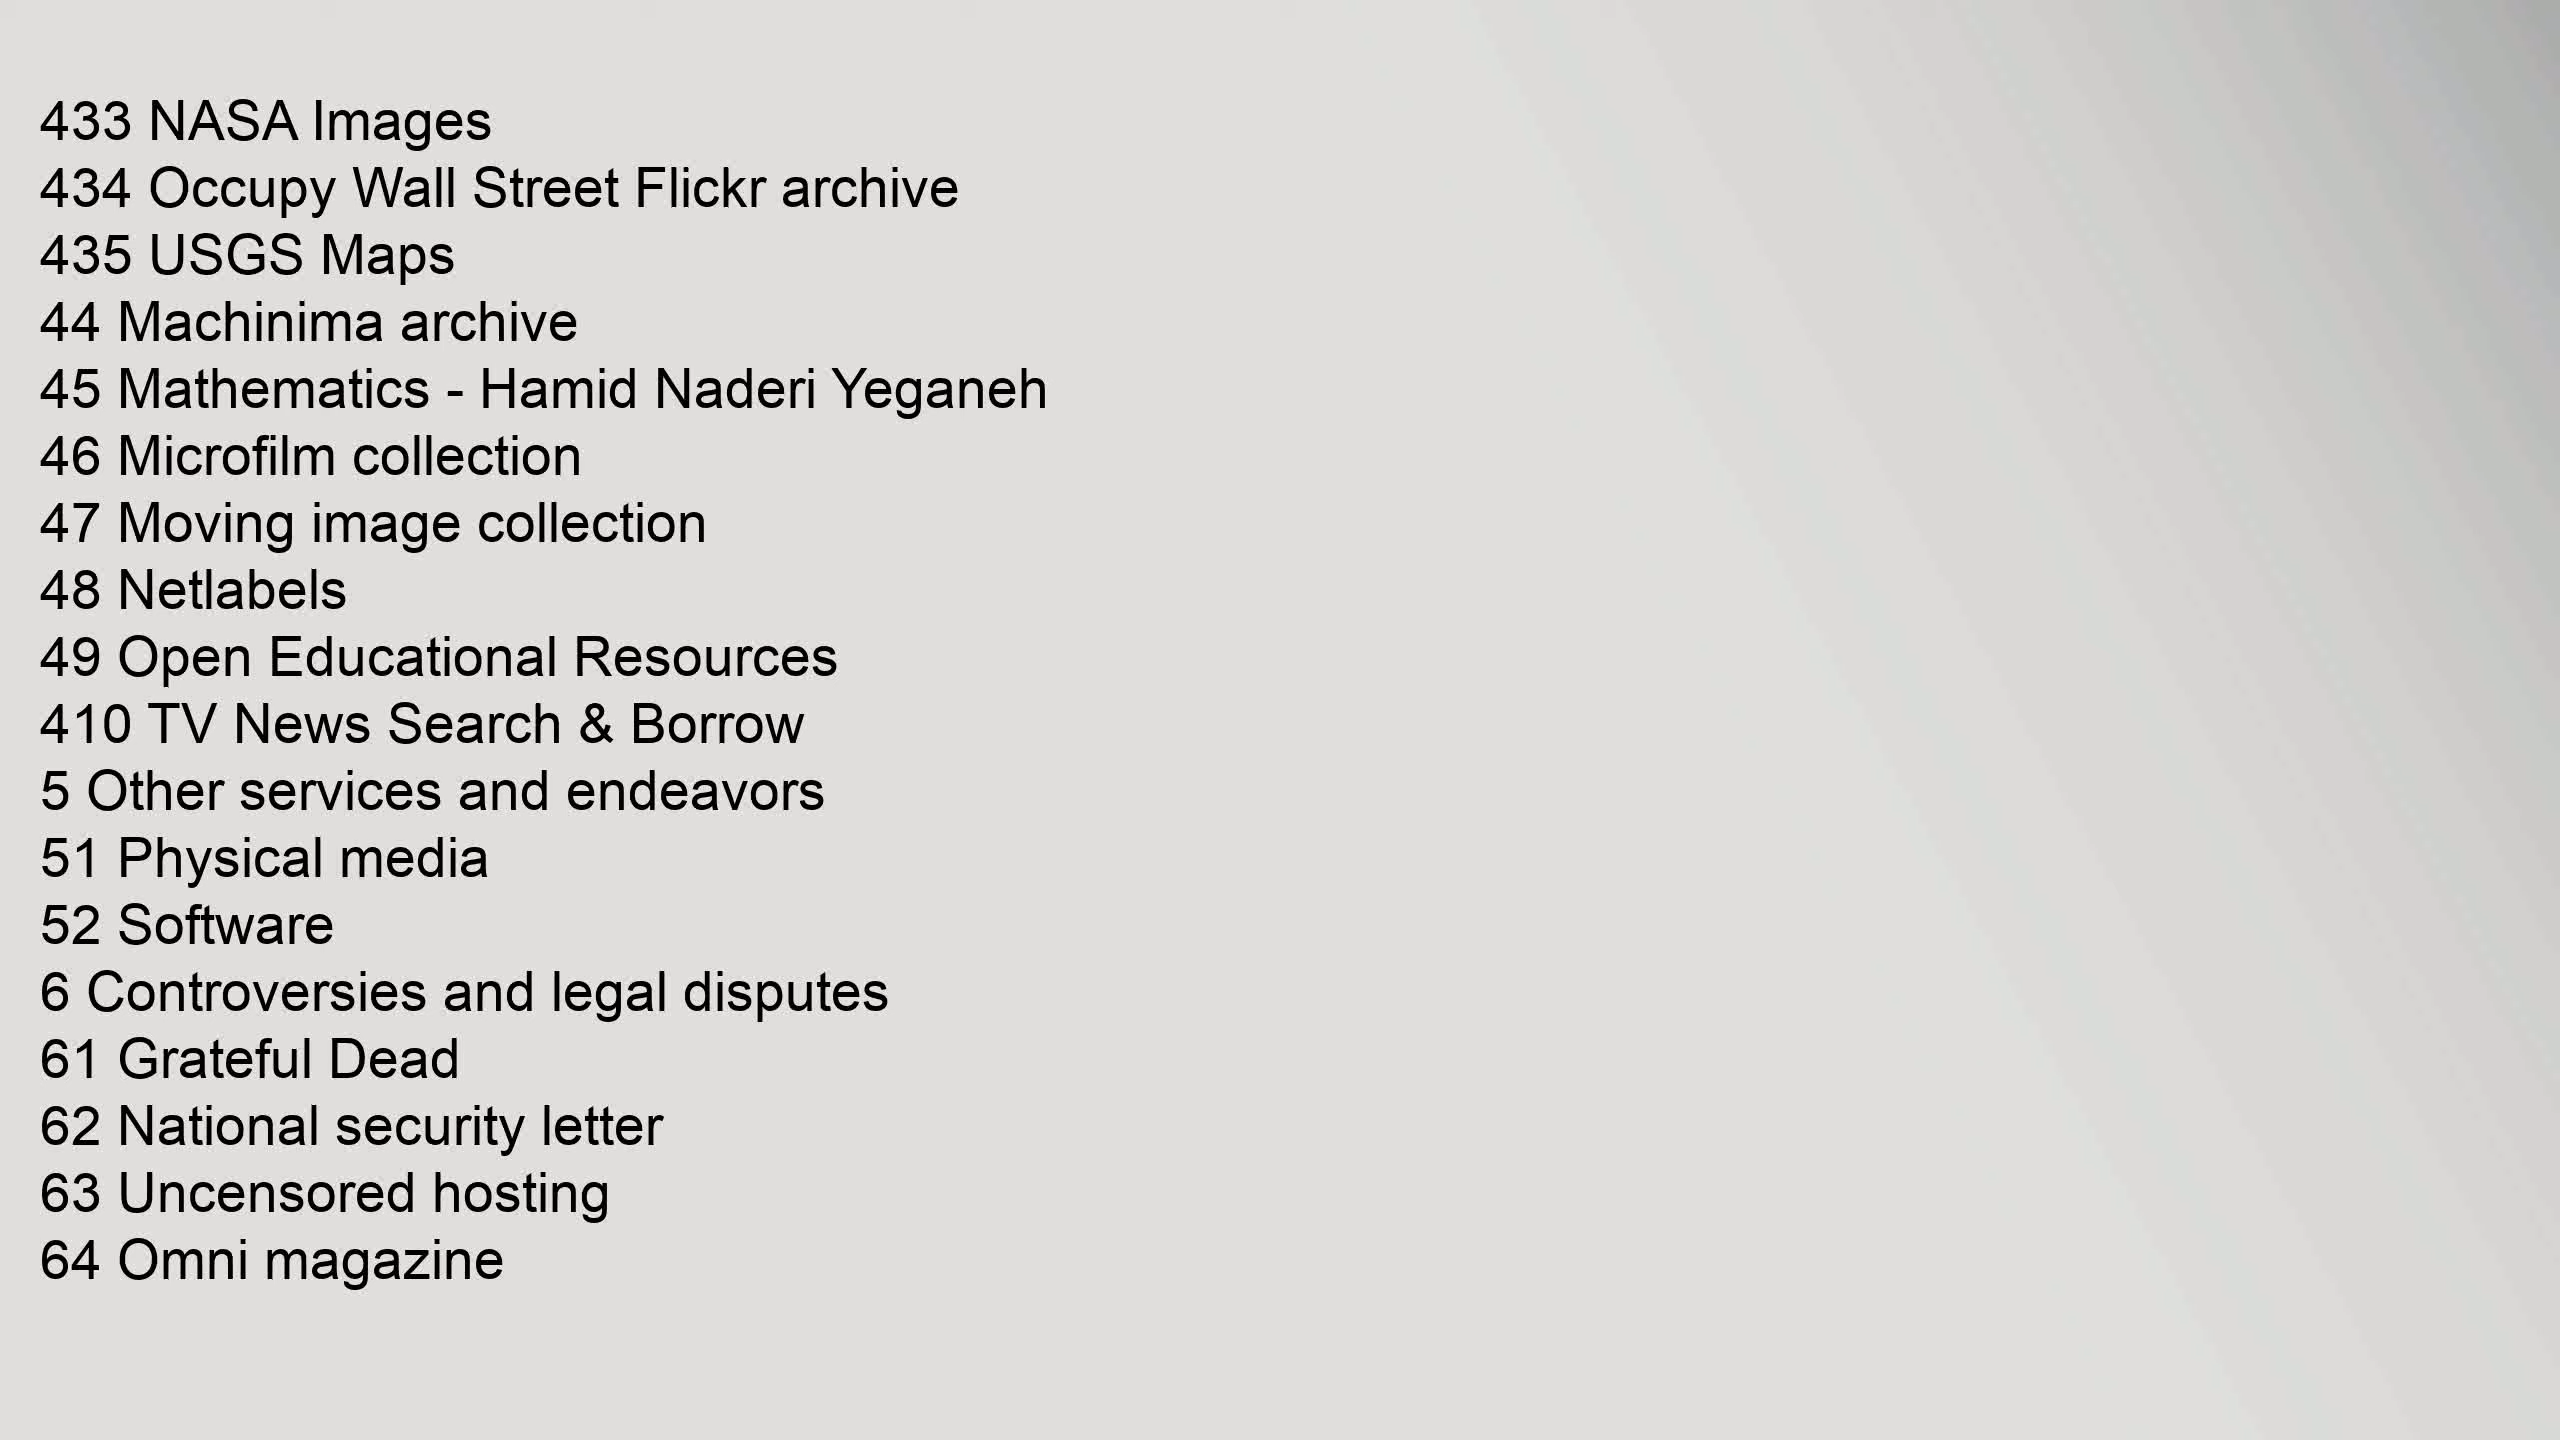 433 NASA Images
434 Occupy Wall Street Flickr archive
435 USGS Maps
44 Machinima archive
45 Mathematics - Hamid Naderi Yeganeh
46 Microfilm collection
47 Moving image collection
48 Netlabels
49 Open Educational Resources
410 TV News Search & Borrow
5 Other services and endeavors
51 Physical media
52 Software
6 Controversies and legal disputes
61 Grateful Dead
62 National security letter
63 Uncensored hosting
64 Omni magazine